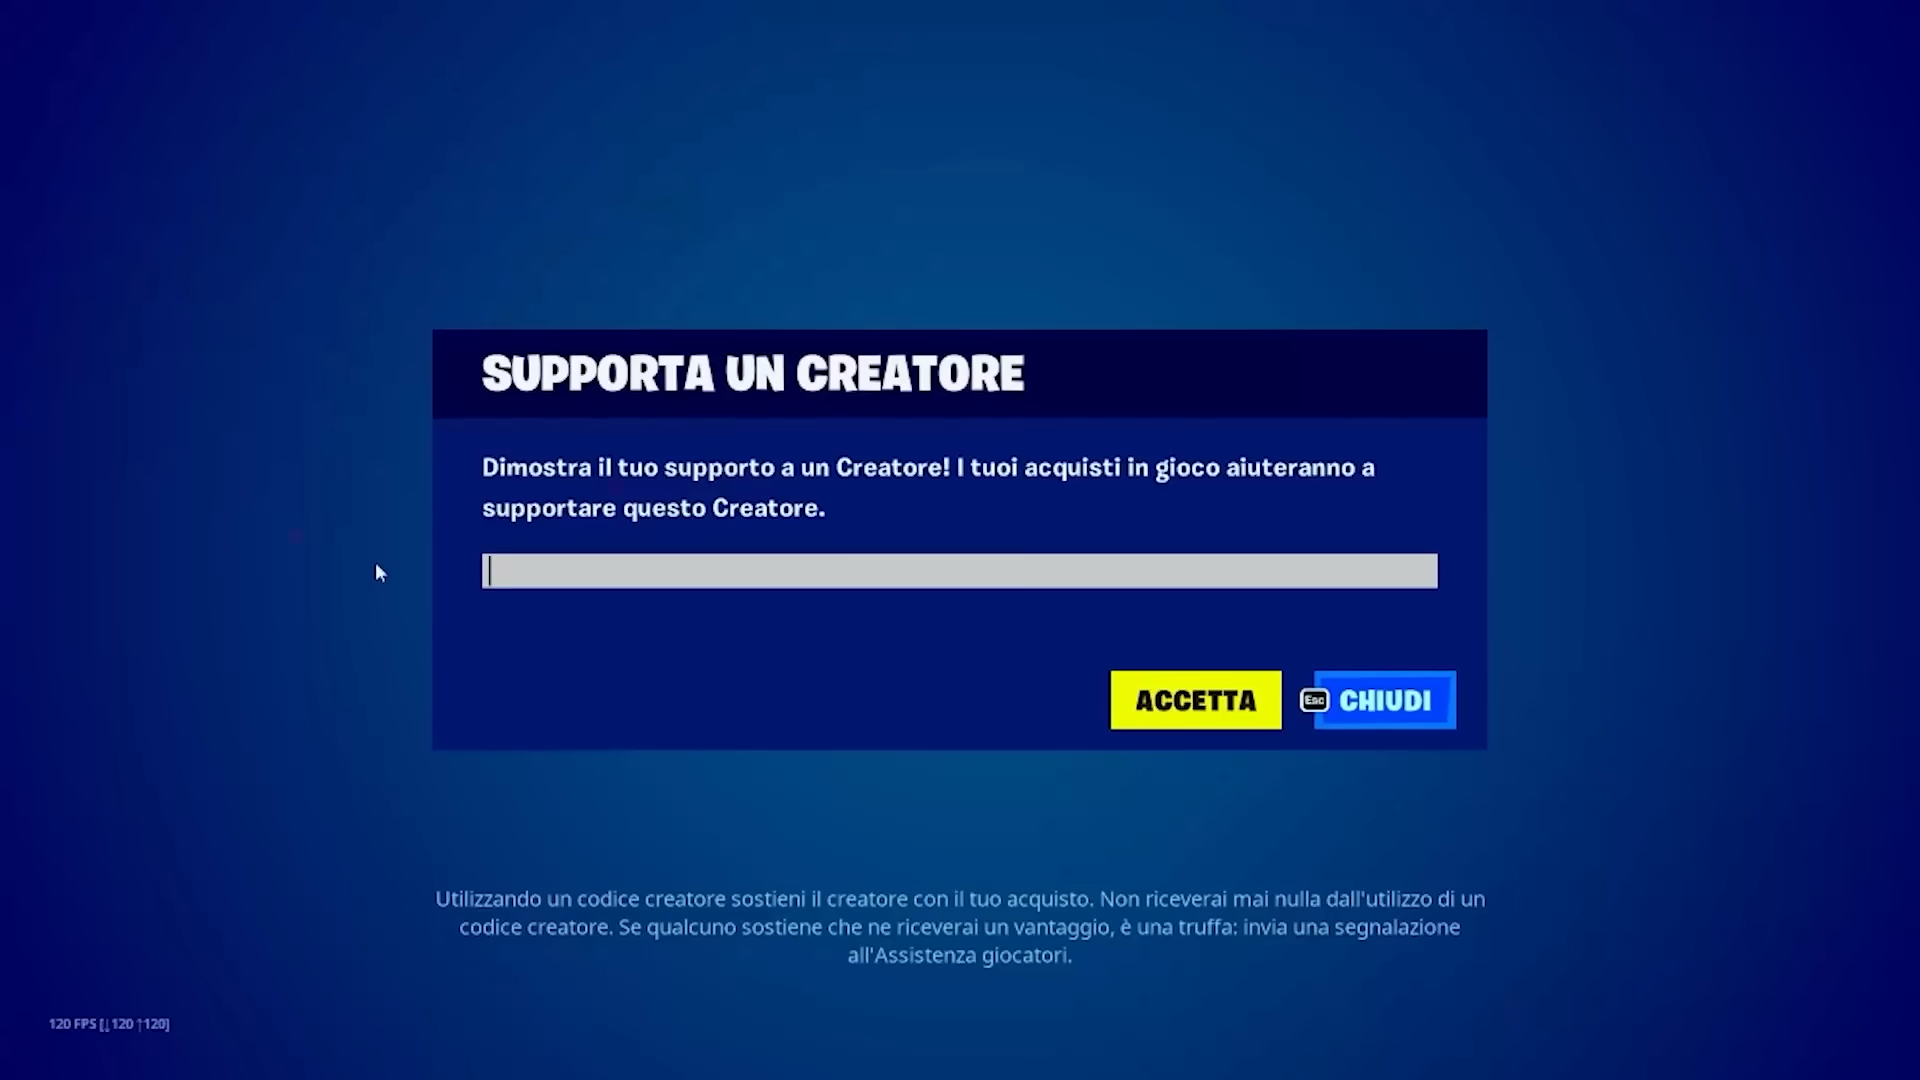 SUPPORTA UN CREATORE
Dimostra il tuo supporto a un Creatore! I tuoi acquisti in gioco aiuteranno a
supportare questo Creatore.
ACCETTA
Esc CHIUDI
Utilizzando un codice creatore sostieni il creatore con il tuo acquisto. Non riceverai mai nulla dall'utilizzo di un
codice creatore. Se qualcuno sostiene che ne riceverai un vantaggio, è una truffa: invia una segnalazione
all'Assistenza giocatori.
120 FPS [↓120 ↑120]